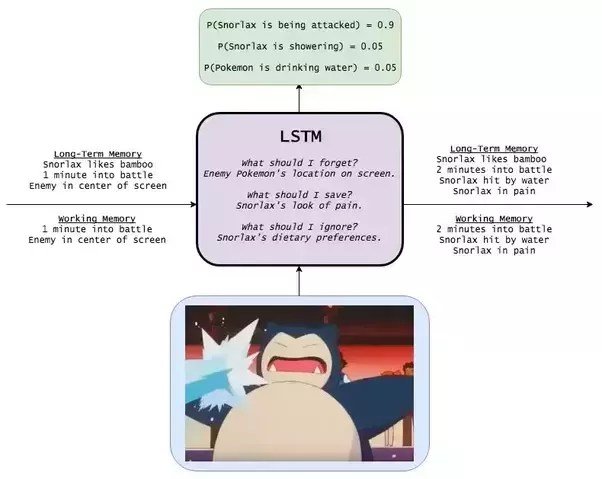 P(Snorlax is being attacked) = 0.9
P(Snorlax is showering) = 0.05
P(Pokemon is drinking water) = 0.05
LSTM
What should I forget?
Enemy Pokemon's location on screen.
What should I save?
Snorlax's look of pain.
What should I ignore?
Snorlax's dietary preferences.
Long-Term Memory
Snorlax likes bamboo
1 minute into battle
Enemy in center of screen
Working Memory
1 minute into battle
Enemy in center of screen
Long-Term Memory
Snorlax likes bamboo
2 minutes into battle
Snorlax hit by water
Snorlax in pain
Working Memory
2 minutes into battle
Snorlax hit by water
Snorlax in pain